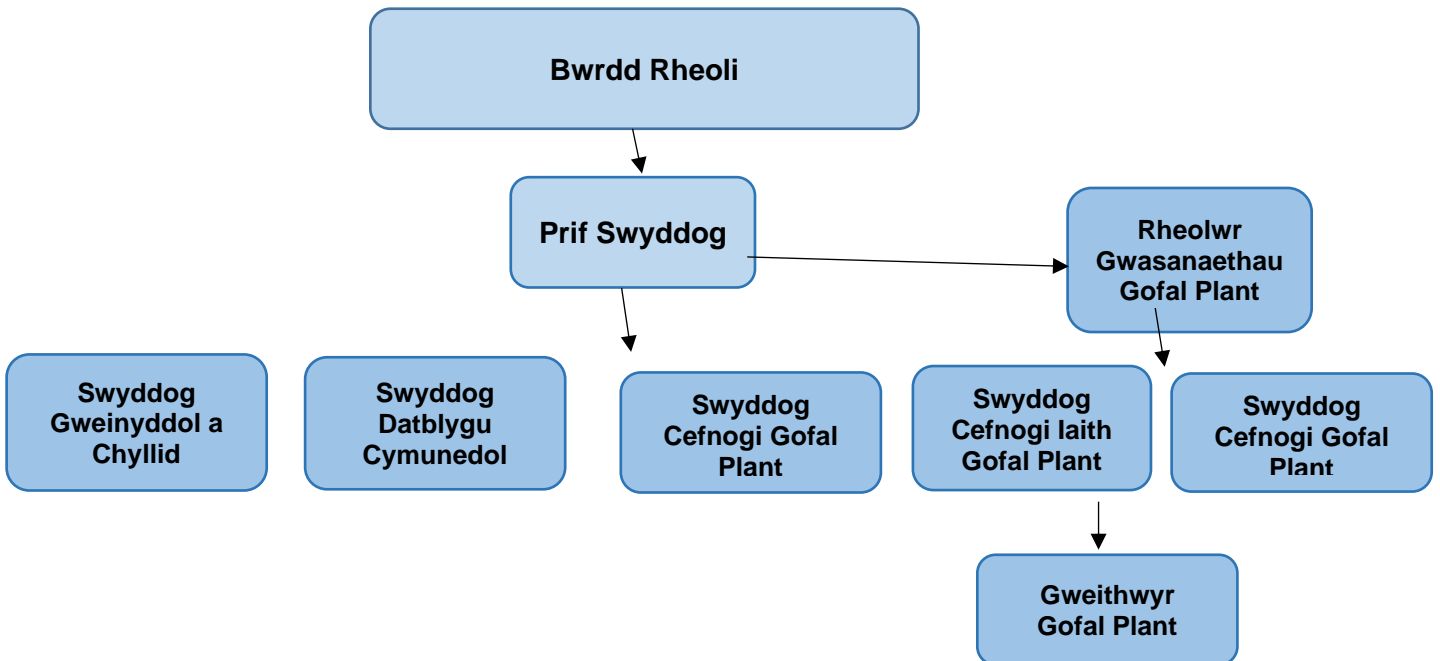 Bwrdd Rheoli
Prif Swyddog
Rheolwr
Gwasanaethau
Gofal Plant
Swyddog
Gweinyddol a
Chyllid
Swyddog
Datblygu
Cymunedol
Swyddog
Cefnogi Gofal
Plant
Swyddog
Cefnogi Iaith
Gofal Plant
Swyddog
Cefnogi Gofal
Plant
Gweithwyr
Gofal Plant